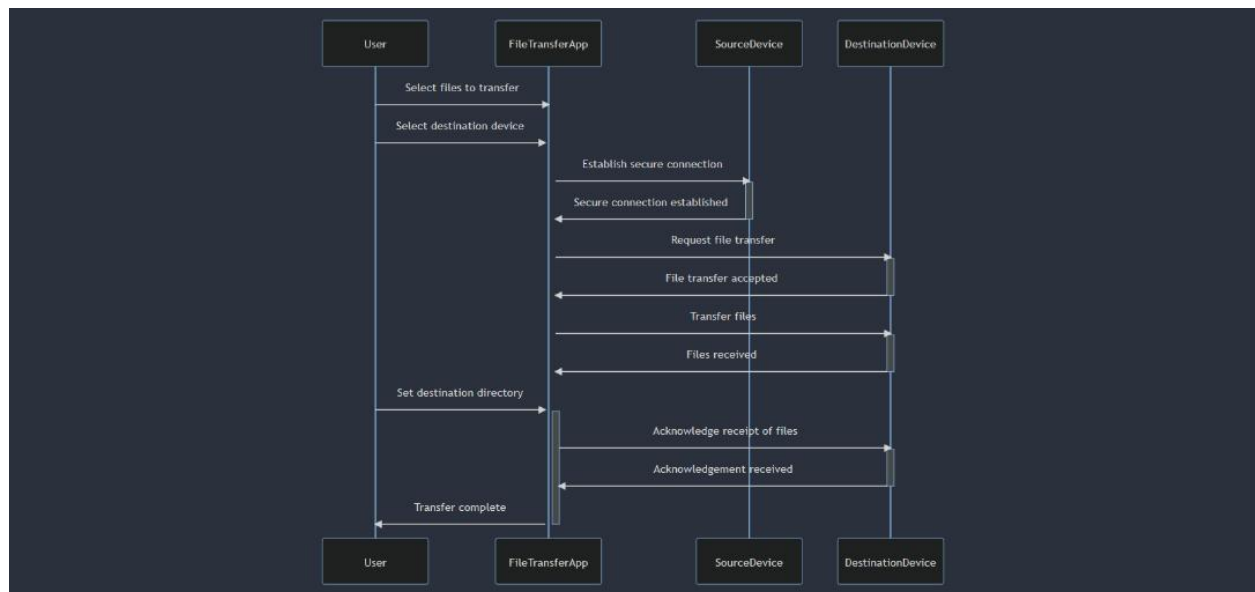 User FileTransferApp SourceDevice DestinationDevice
Select files to transfer
Select destination device
Establish secure connection
Secure connection established
Request file transfer
File transfer accepted
Transfer files
Files received
Set destination directory
Acknowledge receipt of files
Acknowledgement received
Transfer complete
User FileTransferApp SourceDevice DestinationDevice